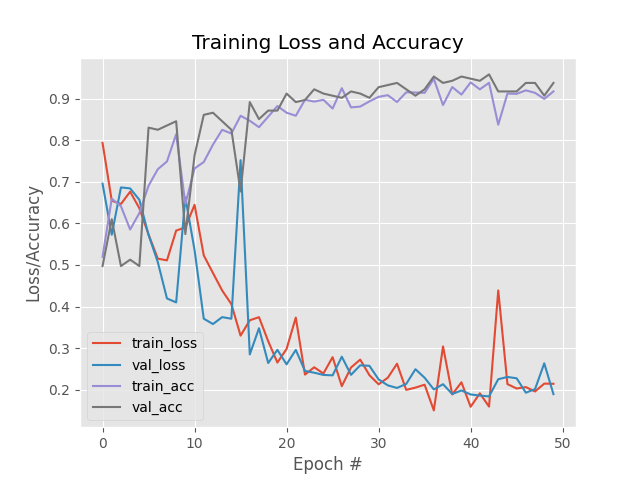 Training Loss and Accuracy
Loss/Accuracy
0.9
0.8
0.7
0.6
0.5
0.4
0.3
0.2
train_loss
val_loss
train_acc
val_acc
0 10 20 30 40 50
Epoch #